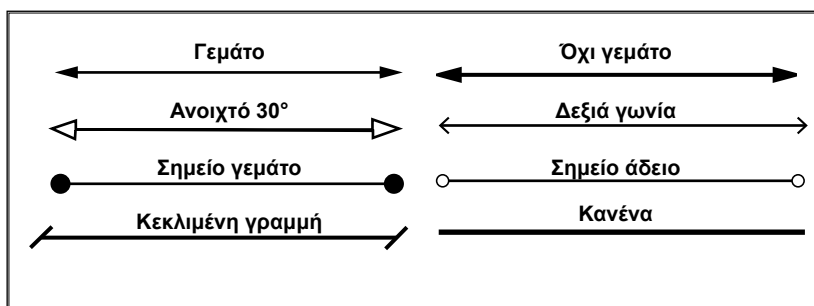 Γεμάτο
Όχι γεμάτο
Ανοιχτό 30°
Δεξιά γωνία
Σημείο γεμάτο
Σημείο άδειο
Κεκλιμένη γραμμή
Κανένα